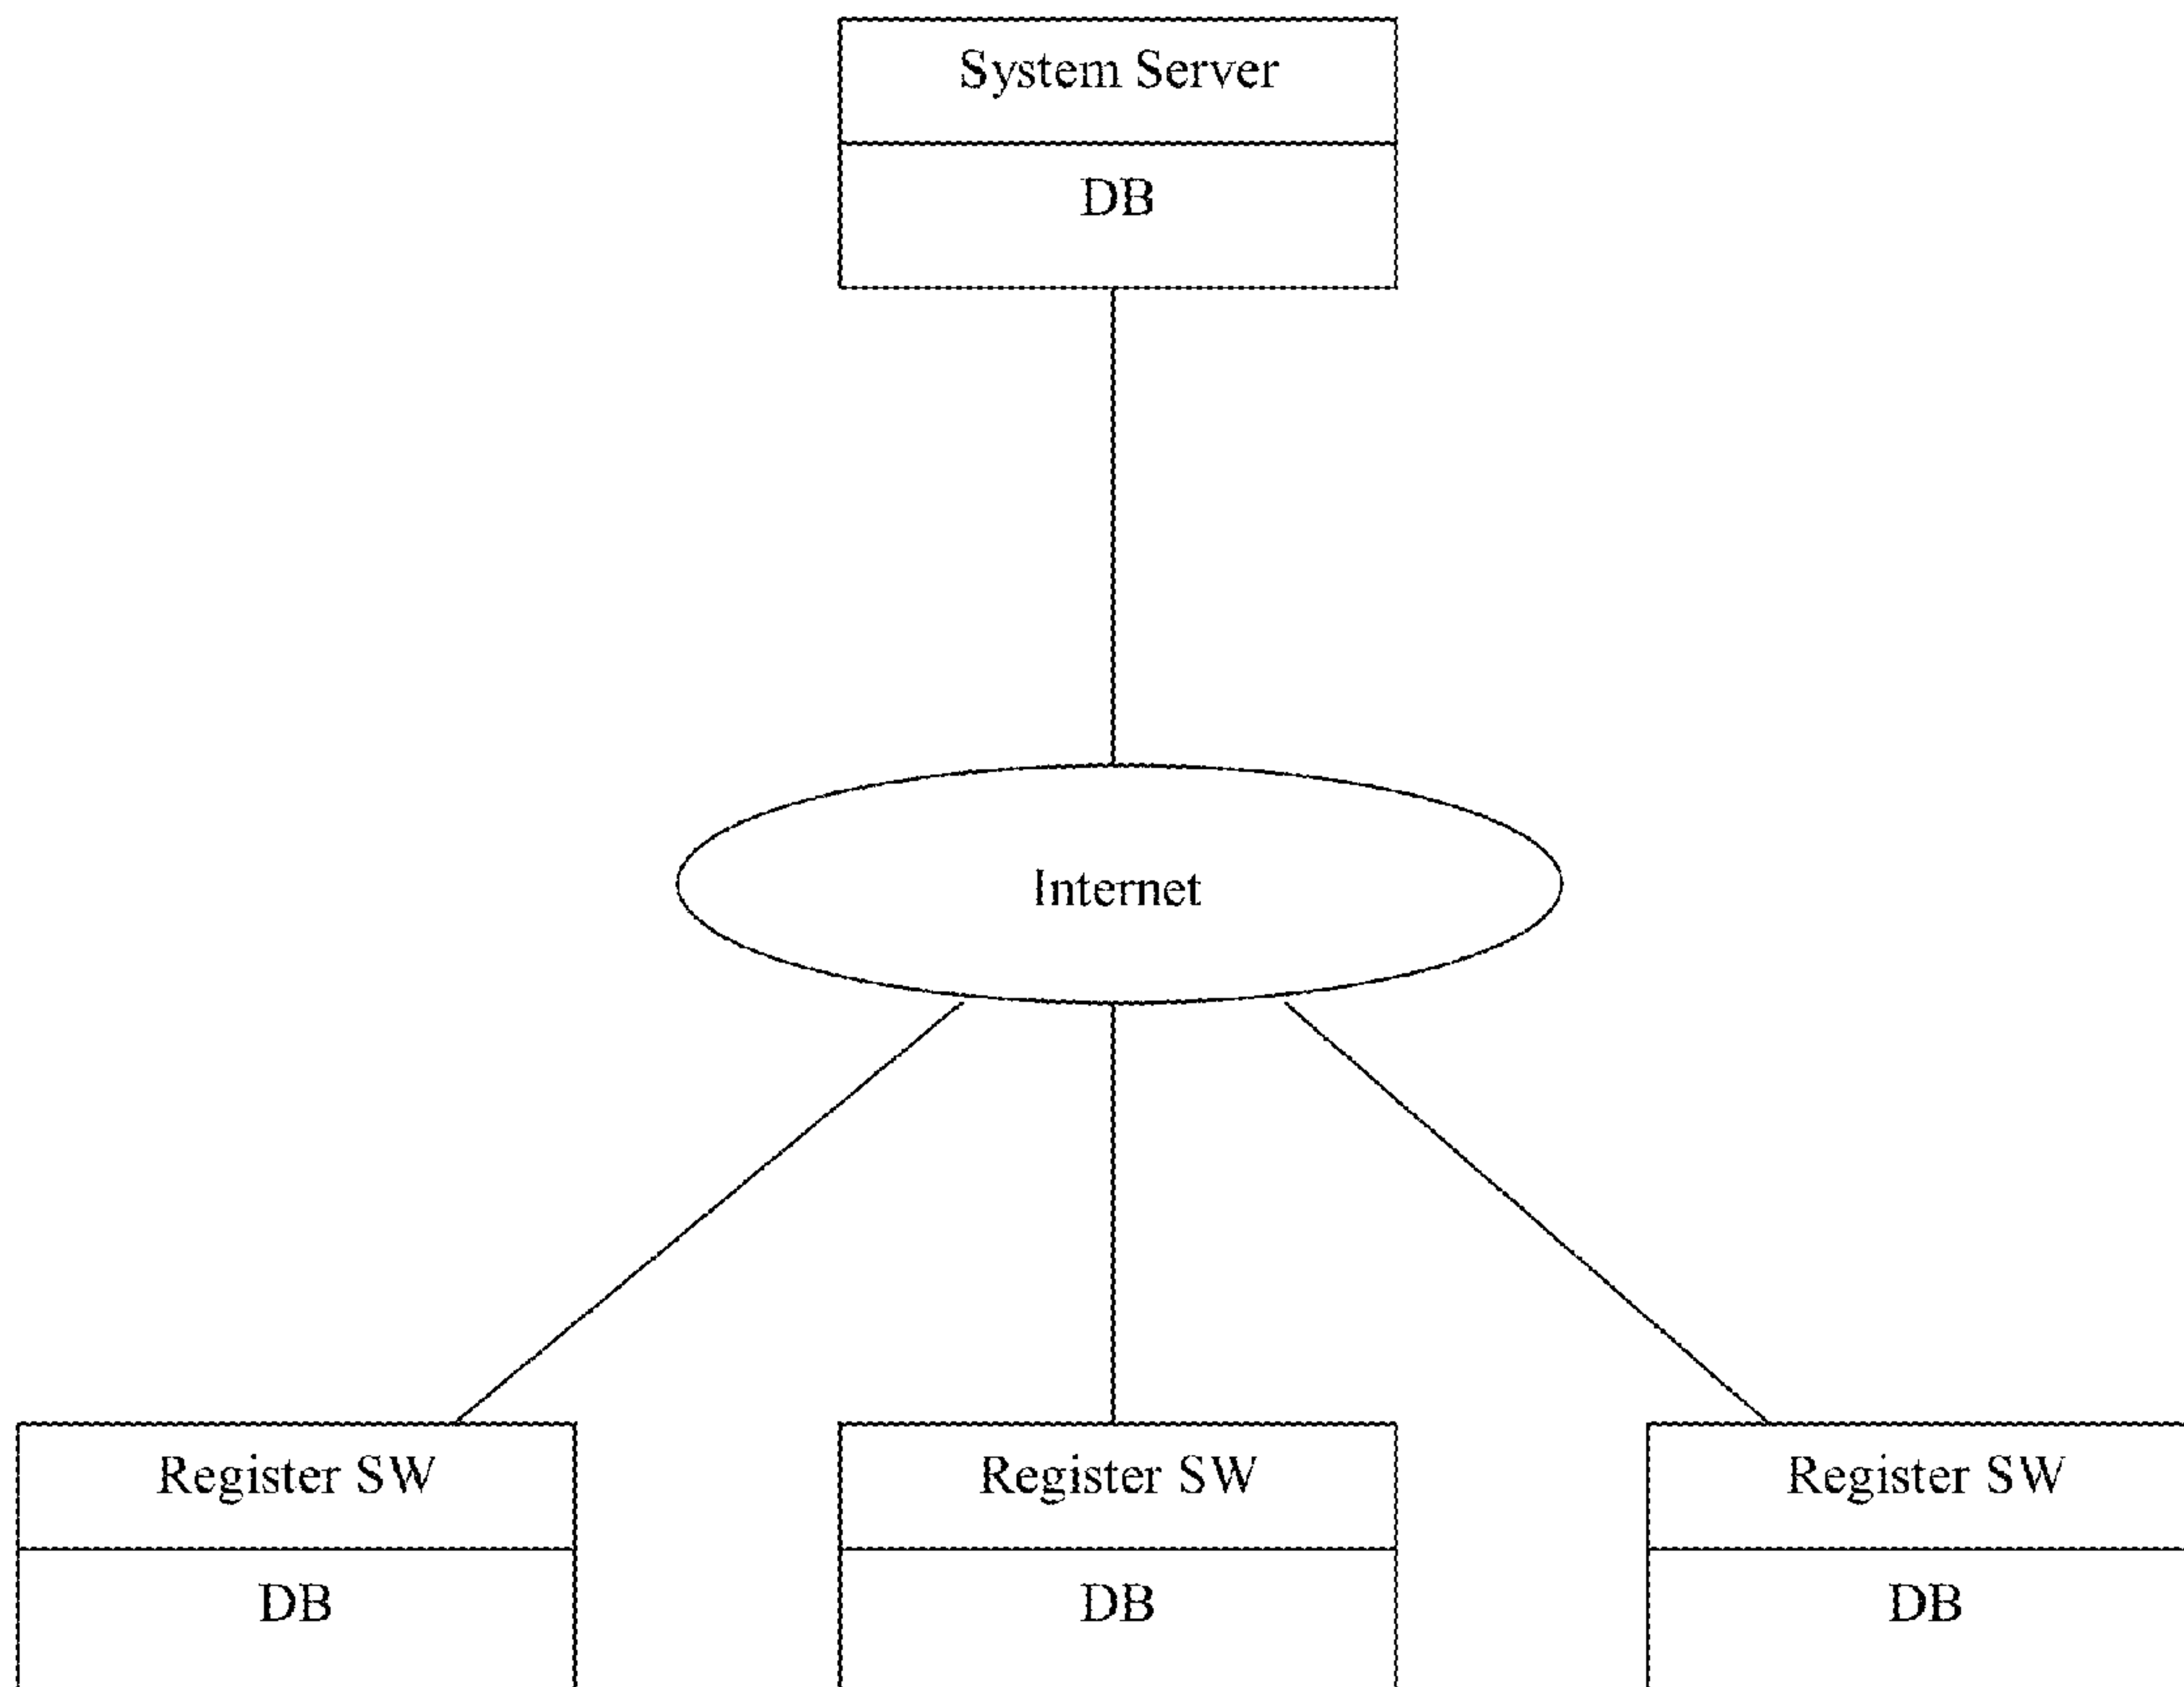 System Server
DB
Internet
Register SW
DB
Register SW
DB
Register SW
DB